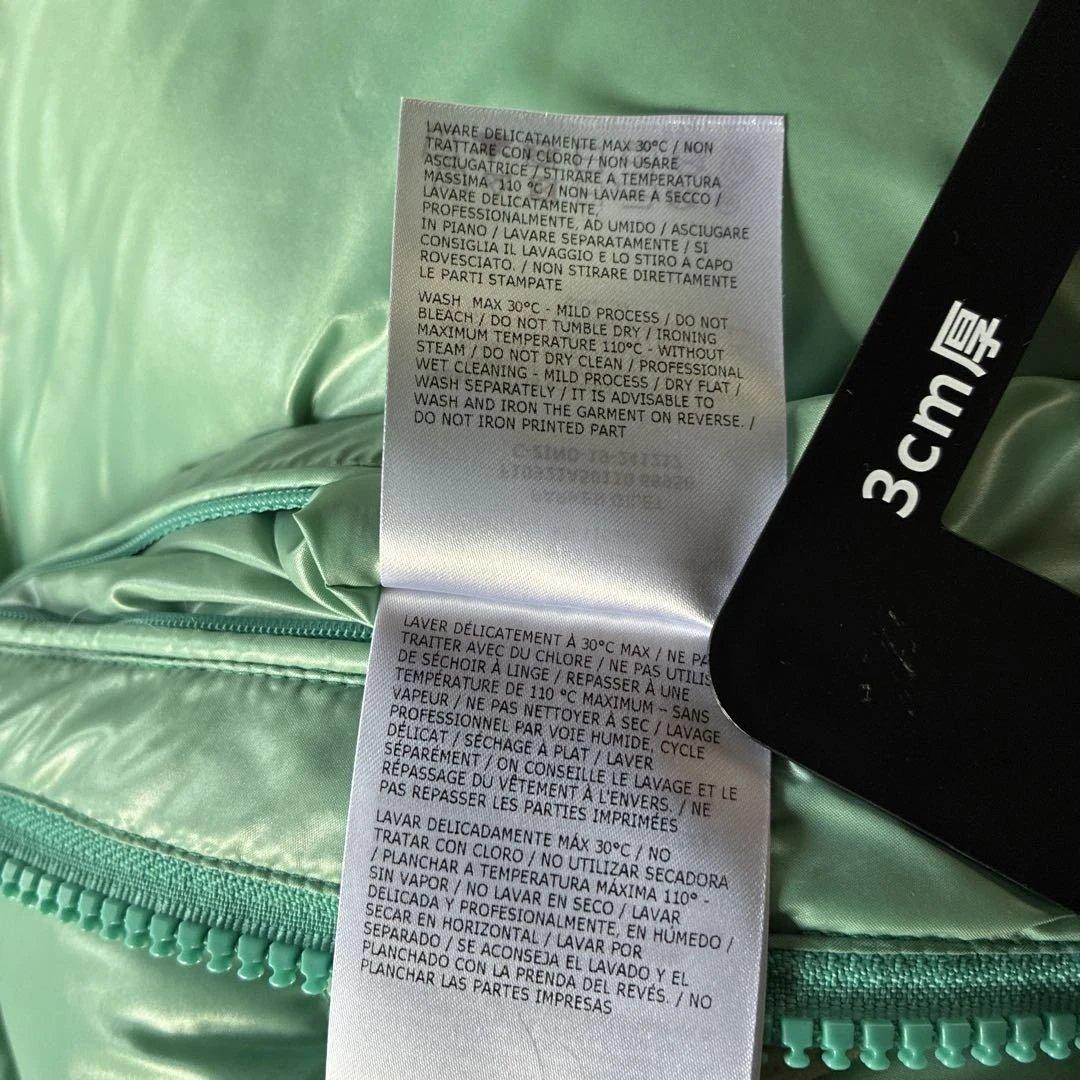 LAVARE DELICATAMENTE MAX 30°C / NON
TRATTARE CON CLORO / NON USARE
ASCIUGATRICE / STIRARE A TEMPERATURA
MASSIMA 110 °C / NON LAVARE A SECCO /
LAVARE DELICATAMENTE,
PROFESSIONALMENTE, AD UMIDO / ASCIUGARE
IN PIANO / LAVARE SEPARATAMENTE / SI
CONSIGLIA IL LAVAGGIO E LO STIRO A CAPO
ROVESCIATO. / NON STIRARE DIRETTAMENTE
LE PARTI STAMPATE
WASH MAX 30°C - MILD PROCESS / DO NOT
BLEACH / DO NOT TUMBLE DRY / IRONING
MAXIMUM TEMPERATURE 110°C - WITHOUT
STEAM / DO NOT DRY CLEAN / PROFESSIONAL
WET CLEANING - MILD PROCESS / DRY FLAT /
WASH SEPARATELY / IT IS ADVISABLE TO
WASH AND IRON THE GARMENT ON REVERSE. /
DO NOT IRON PRINTED PART
3cm厚
LAVER DÉLICATEMENT À 30°C MAX / NE PA
TRAITER AVEC DU CHLORE / NE PAS UTILIS
DE SÉCHOIR À LINGE / REPASSER À UNE
TEMPÉRATURE DE 110 °C MAXIMUM – SANS
VAPEUR / NE PAS NETTOYER À SEC / LAVAGE
PROFESSIONNEL PAR VOIE HUMIDE, CYCLE
DÉLICAT / SÉCHAGE À PLAT / LAVER
SÉPARÉMENT / ON CONSEILLE LE LAVAGE ET LE
RÉPASSAGE DU VÊTEMENT À L'ENVERS. / NE
PAS REPASSER LES PARTIES IMPRIMÉES
LAVAR DELICADAMENTE MÁX 30°C / NO
TRATAR CON CLORO / NO UTILIZAR SECADORA
/ PLANCHAR A TEMPERATURA MÁXIMA 110° -
SIN VAPOR / NO LAVAR EN SECO / LAVAR
DELICADA Y PROFESIONALMENTE, EN HÚMEDO /
SECAR EN HORIZONTAL / LAVAR POR
SEPARADO / SE ACONSEJA EL LAVADO Y EL
PLANCHADO CON LA PRENDA DEL REVÉS. / NO
PLANCHAR LAS PARTES IMPRESAS